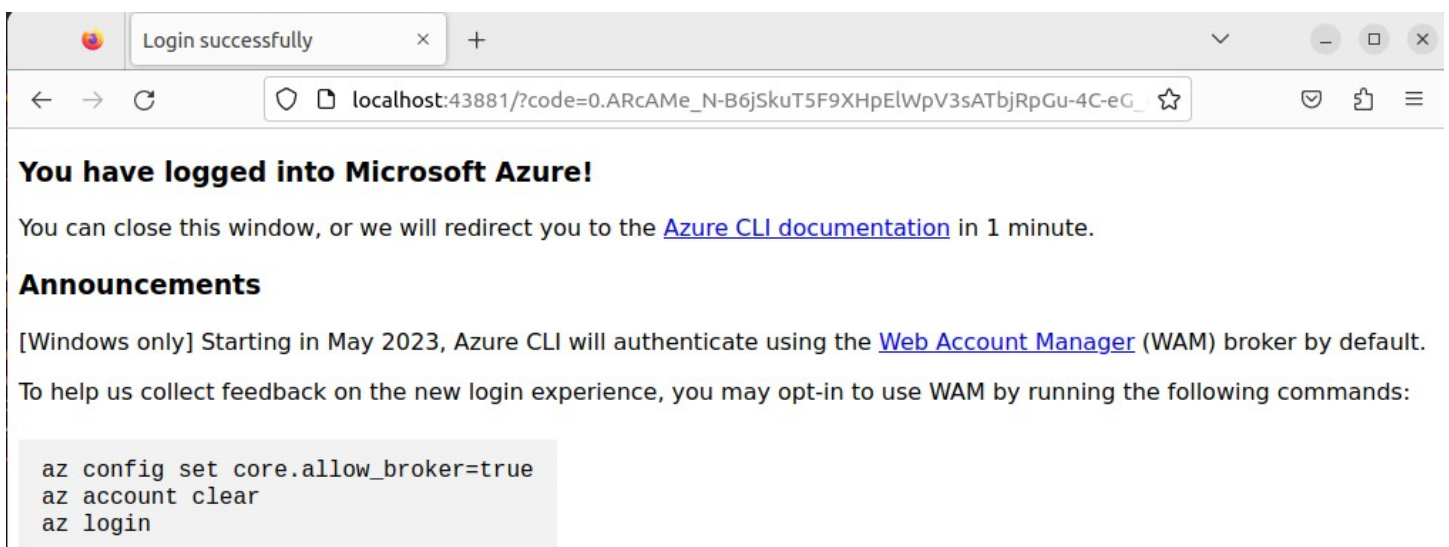 Login successfully
localhost:43881/?code=0.ARcAMe_N-B6jSkuT5F9XHpElWpV3sATbjRpGu-4C-eG_
You have logged into Microsoft Azure!
You can close this window, or we will redirect you to the Azure CLI documentation in 1 minute.
Announcements
[Windows only] Starting in May 2023, Azure CLI will authenticate using the Web Account Manager (WAM) broker by default.
To help us collect feedback on the new login experience, you may opt-in to use WAM by running the following commands:
az config set core.allow_broker=true
az account clear
az login